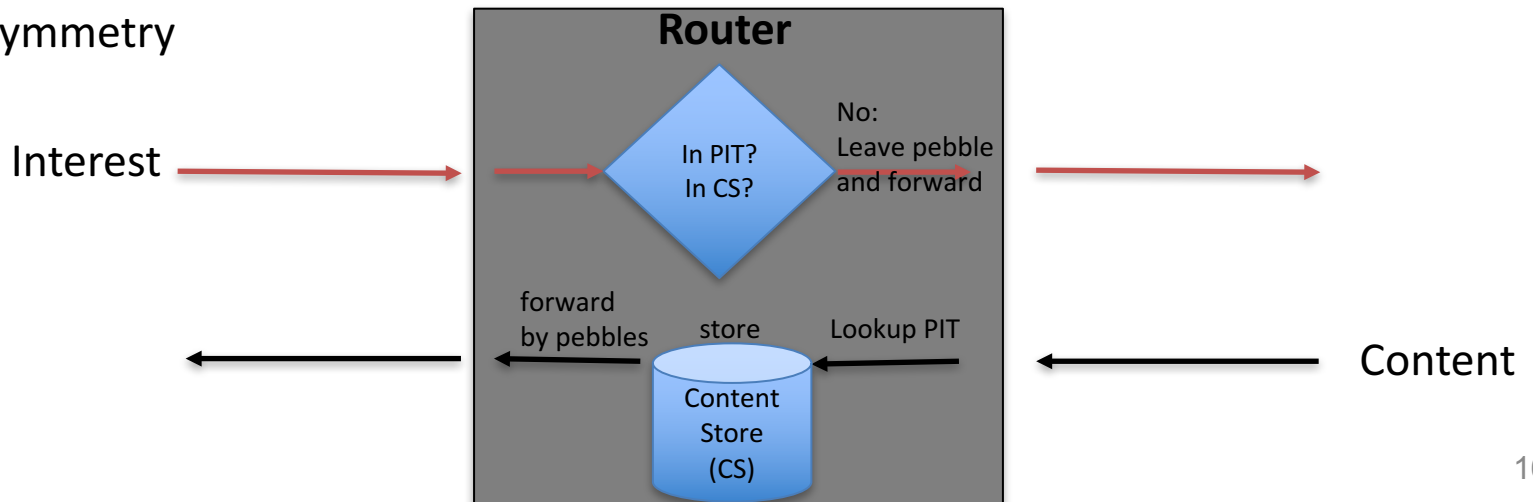 ymmetry
Router
Interest
In PIT?
In CS?
No:
Leave pebble
and forward
forward
by pebbles
store
Lookup PIT
Content
Content
Store
(CS)